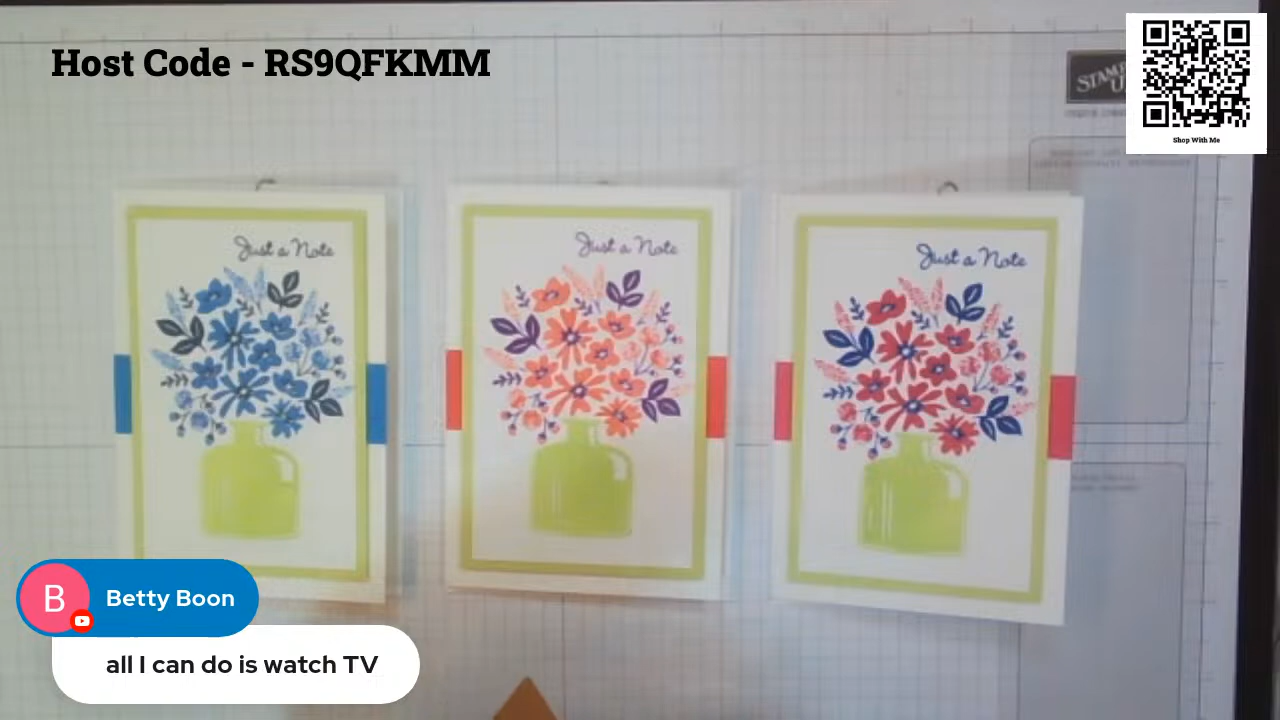 Host Code - RS9QFKMM
STAMP
Shop With Me
Just a Note
Just a Note
Just a Note
Betty Boon
all I can do is watch TV